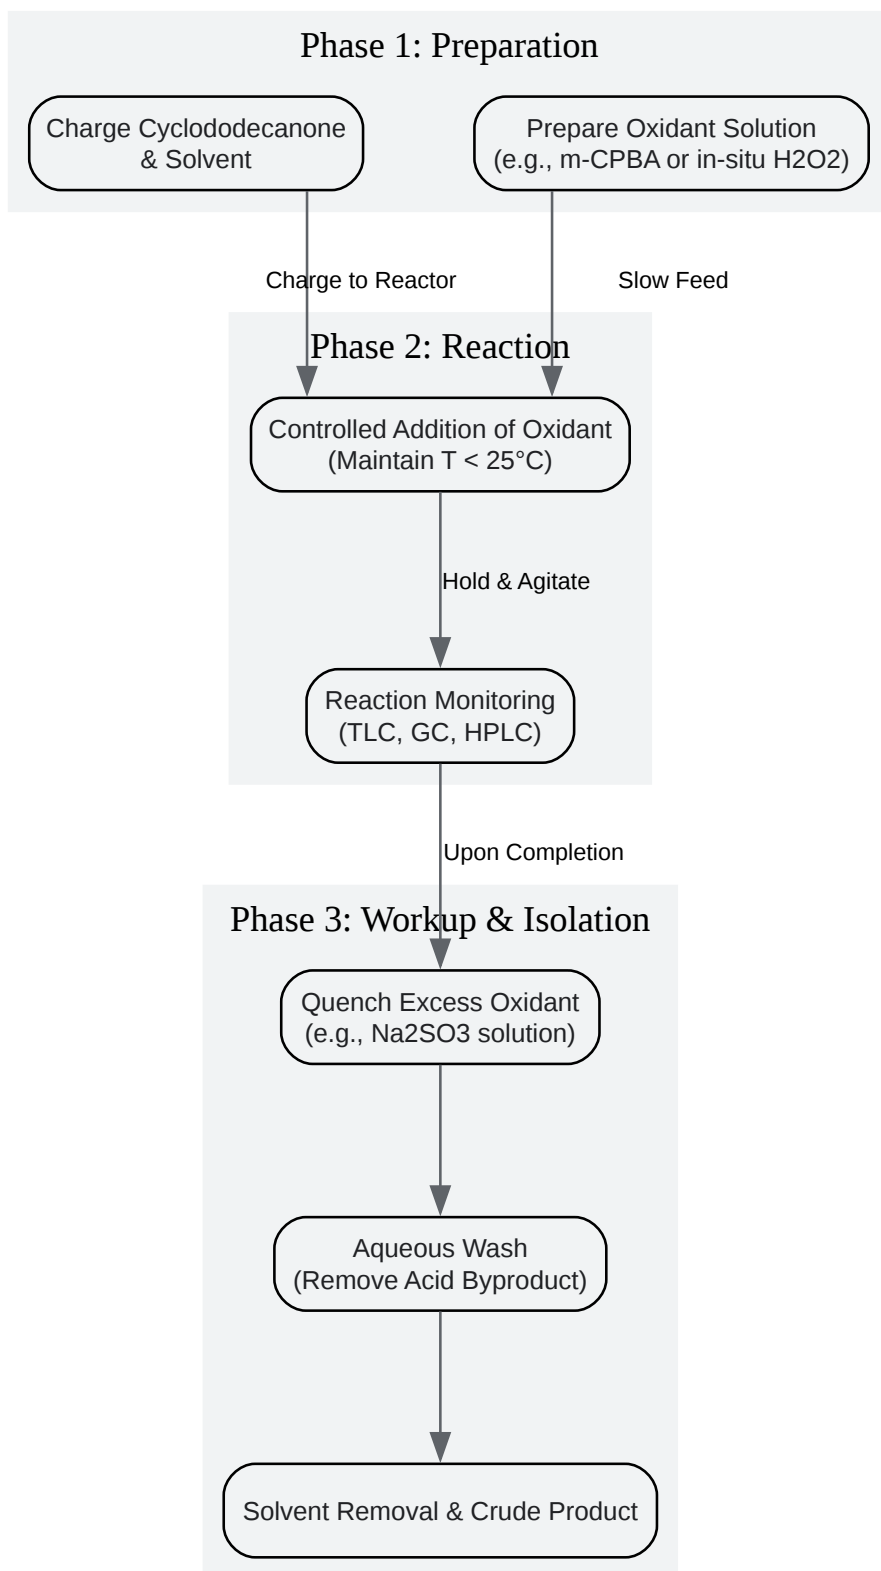 Phase 1: Preparation
Charge Cyclododecanone
& Solvent
Prepare Oxidant Solution
(e.g., m-CPBA or in-situ H2O2)
Charge to Reactor
Slow Feed
Phase 2: Reaction
Controlled Addition of Oxidant
(Maintain T < 25°C)
Hold & Agitate
Reaction Monitoring
(TLC, GC, HPLC)
Upon Completion
Phase 3: Workup & Isolation
Quench Excess Oxidant
(e.g., Na2SO3 solution)
Aqueous Wash
(Remove Acid Byproduct)
Solvent Removal & Crude Product